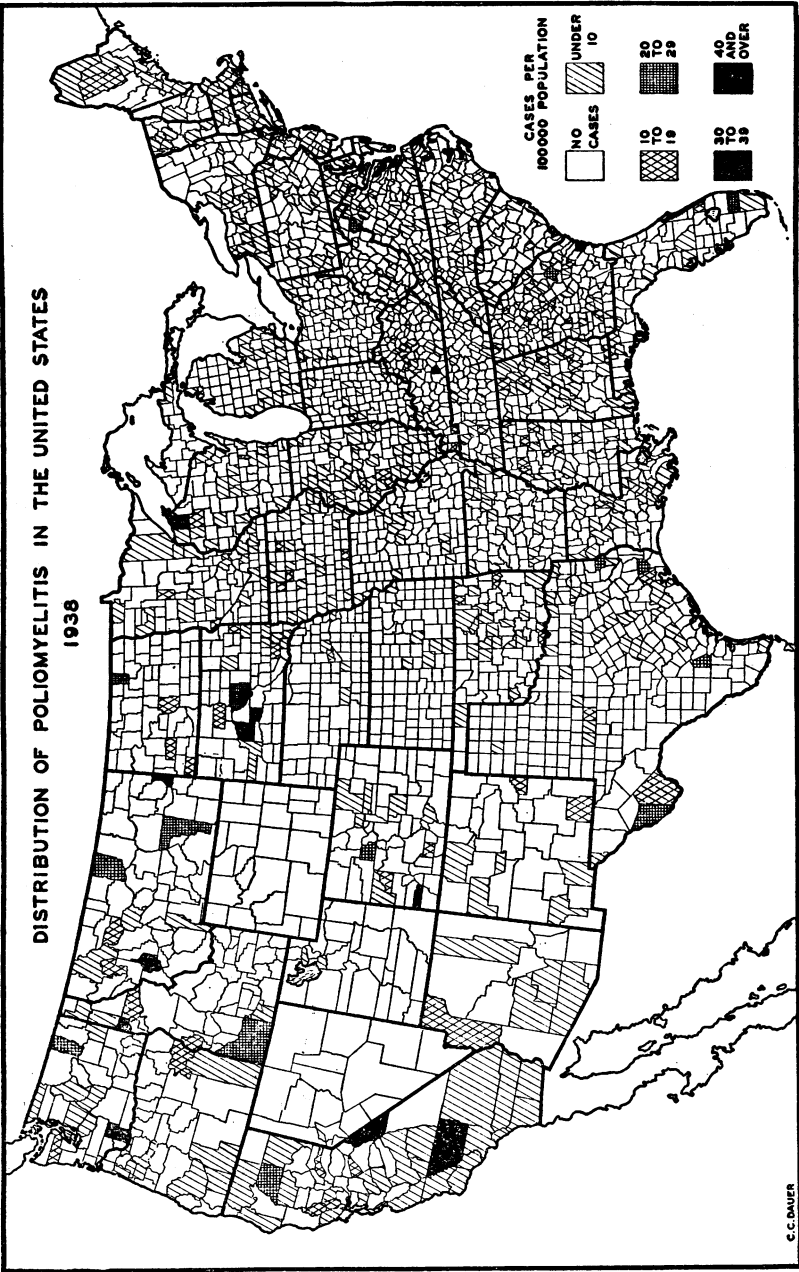 DISTRIBUTION OF POLIOMYELITIS IN THE UNITED STATES
1938
CASES PER
100000 POPULATION
NO
CASES
UNDER
10
10
TO
19
20
TO
29
30
TO
39
40
AND
OVER
C.C. DAUER